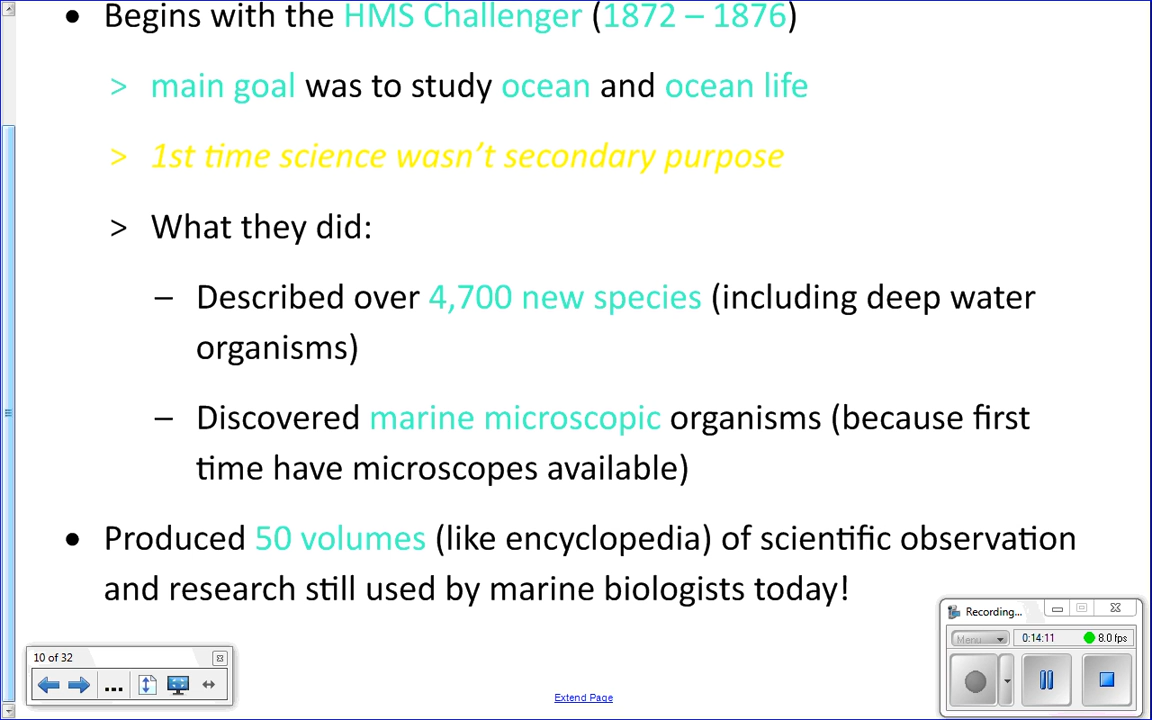 • Begins with the HMS Challenger (1872 – 1876)
> main goal was to study ocean and ocean life
> 1st time science wasn't secondary purpose
> What they did:
– Described over 4,700 new species (including deep water
organisms)
– Discovered marine microscopic organisms (because first
time have microscopes available)
• Produced 50 volumes (like encyclopedia) of scientific observation
and research still used by marine biologists today!
Recording...
Menu
0:14:11
8.0 fps
10 of 32
...
Extend Page